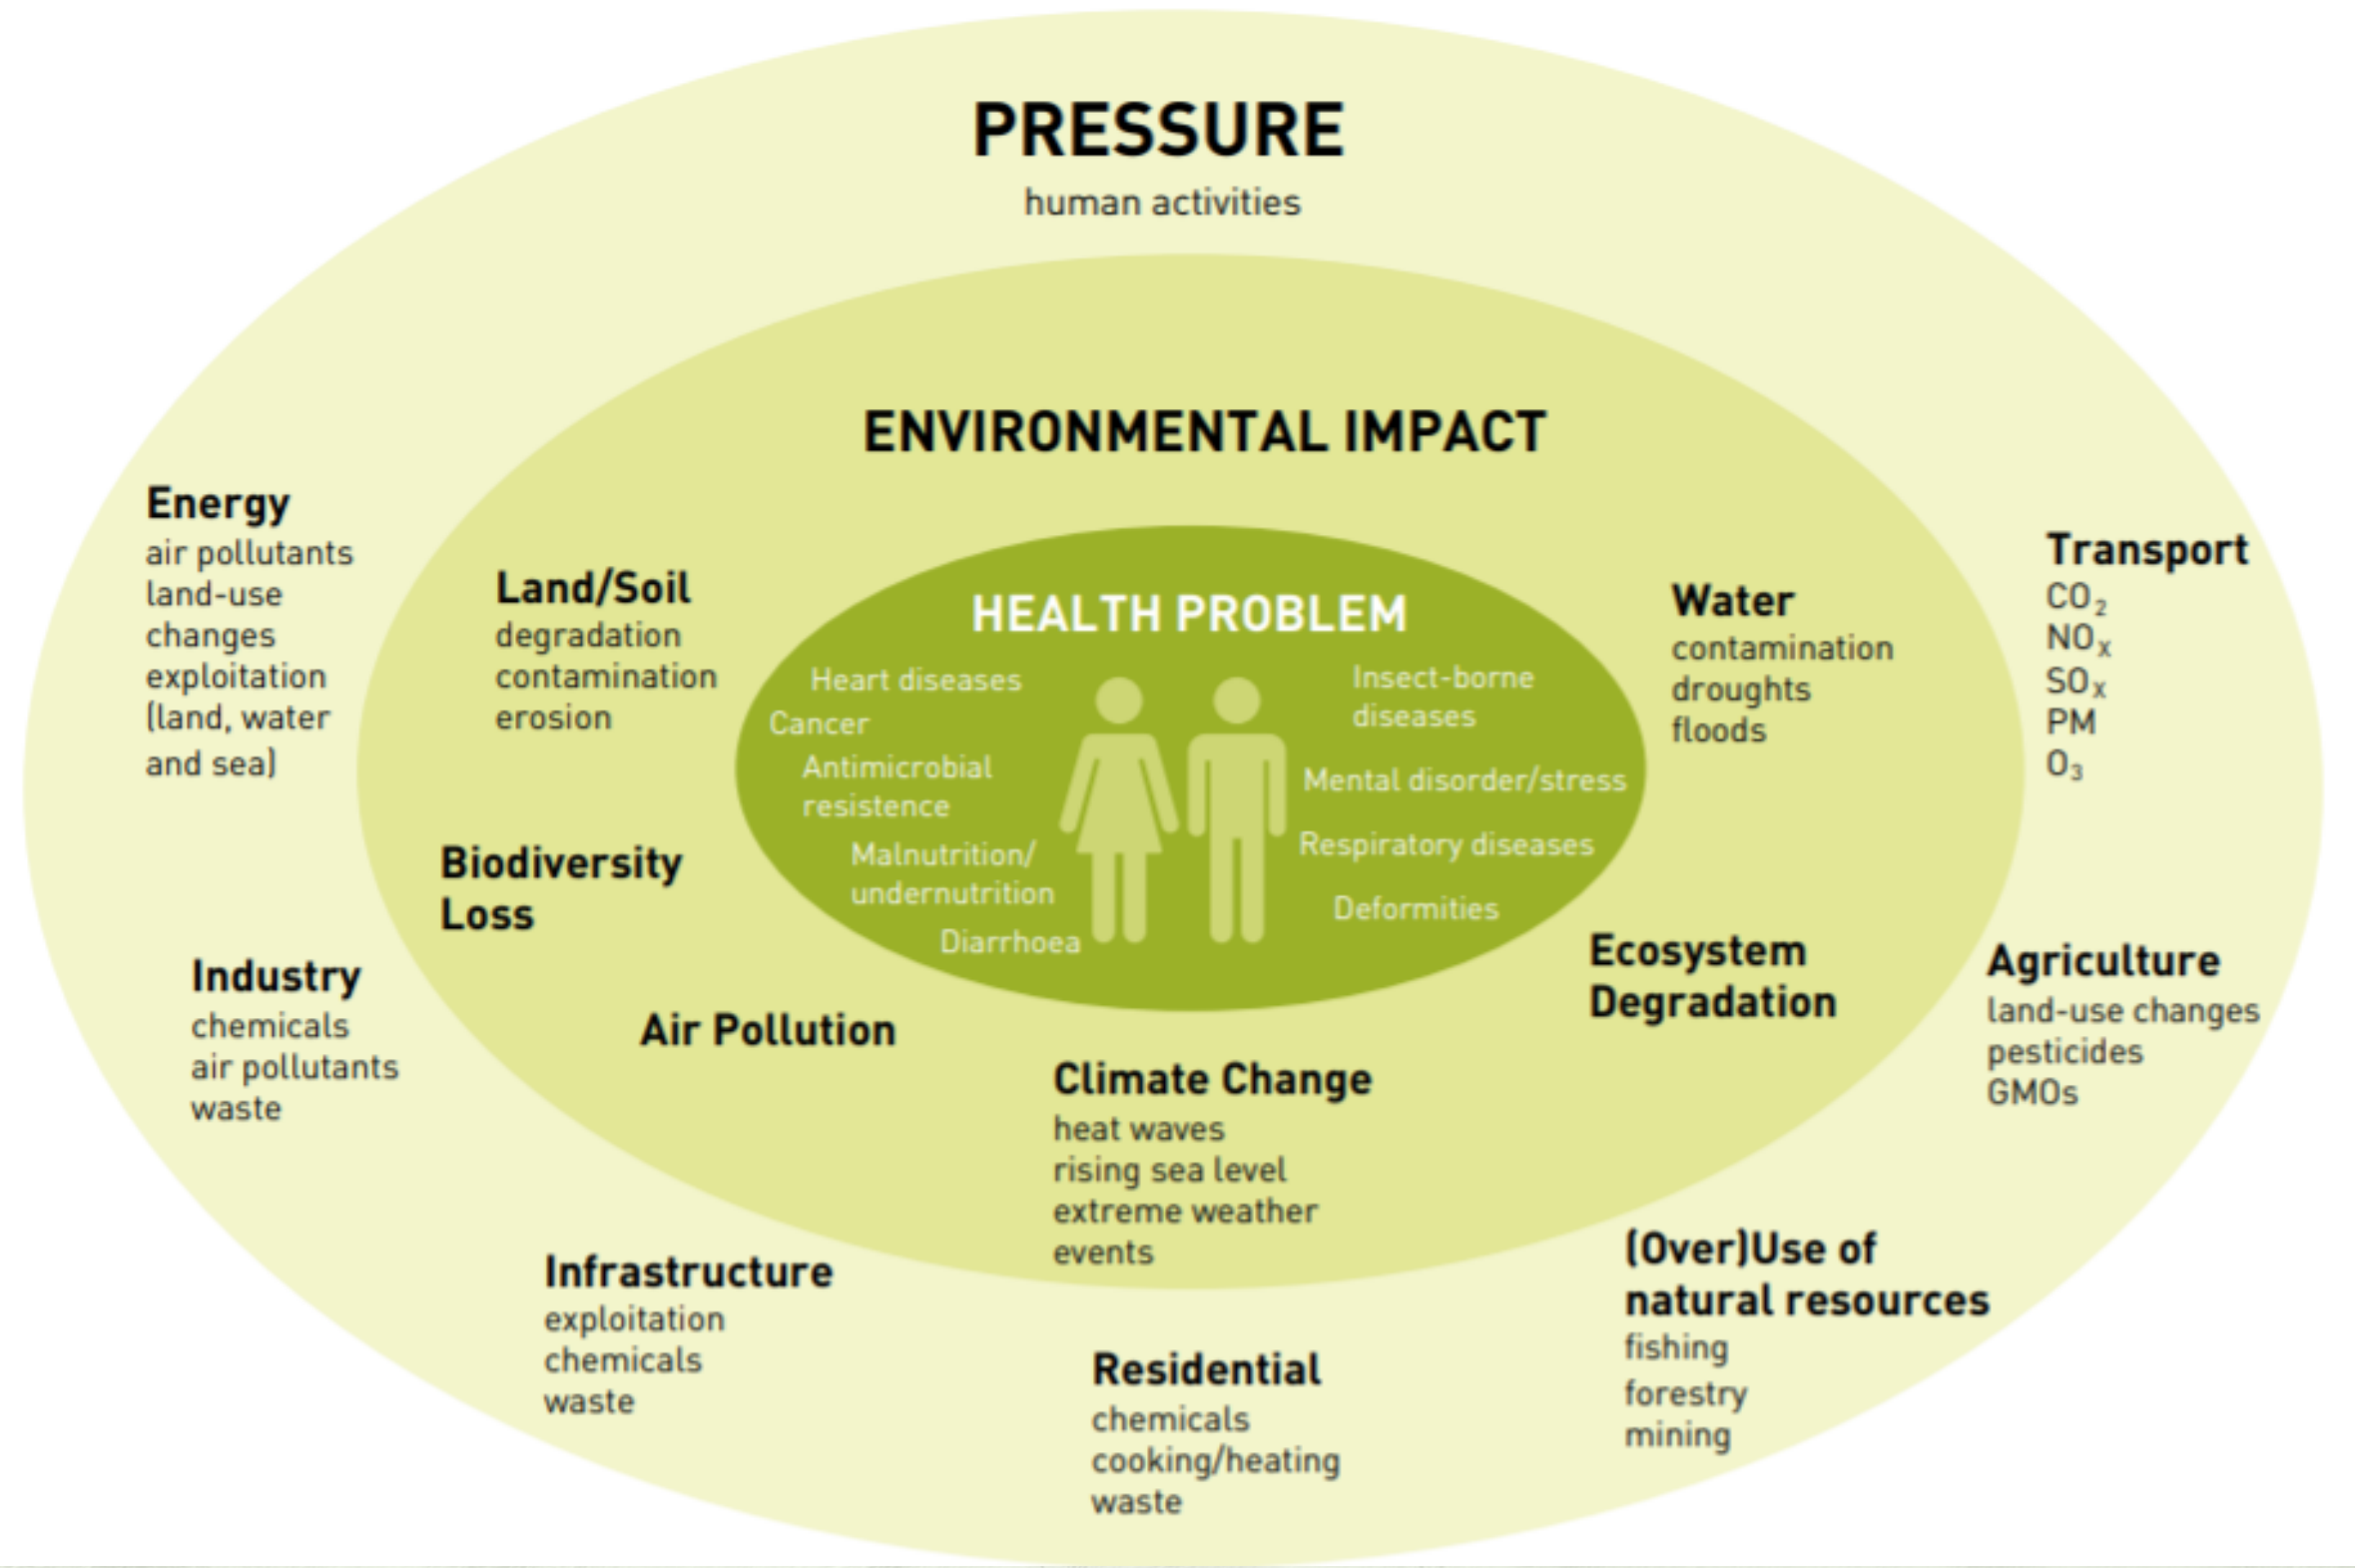 PRESSURE
human activities
ENVIRONMENTAL IMPACT
Energy
air pollutants
land-use
changes
exploitation
(land, water
and sea)
Land/Soil
degradation
contamination
erosion
HEALTH PROBLEM
Heart diseases
Cancer
Antimicrobial
resistence
Malnutrition/
undernutrition
Diarrhoea
Insect-borne
diseases
Mental disorder/stress
Respiratory diseases
Deformities
Water
contamination
droughts
floods
Transport
CO₂
NOₓ
SOₓ
PM
O₃
Biodiversity
Loss
Industry
chemicals
air pollutants
waste
Air Pollution
Climate Change
heat waves
rising sea level
extreme weather
events
Ecosystem
Degradation
Agriculture
land-use changes
pesticides
GMOs
Infrastructure
exploitation
chemicals
waste
Residential
chemicals
cooking/heating
waste
(Over)Use of
natural resources
fishing
forestry
mining